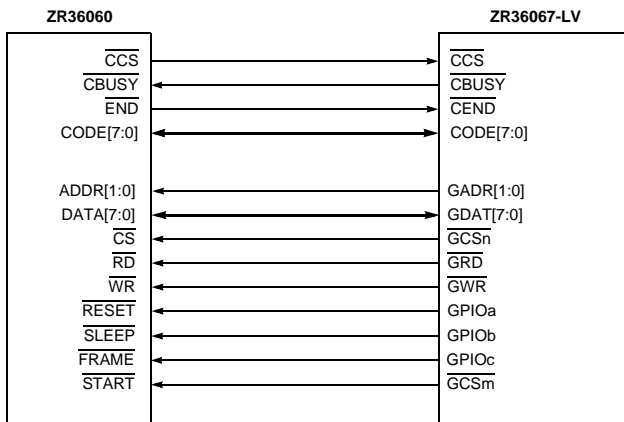 ZR36060 ZR36067-LV
CCS CCS
CBUSY CBUSY
END CEND
CODE[7:0] CODE[7:0]
ADDR[1:0] GADR[1:0]
DATA[7:0] GDAT[7:0]
CS GCSn
RD GRD
WR GWR
RESET GPIOa
SLEEP GPIOb
FRAME GPIOc
START GCSm